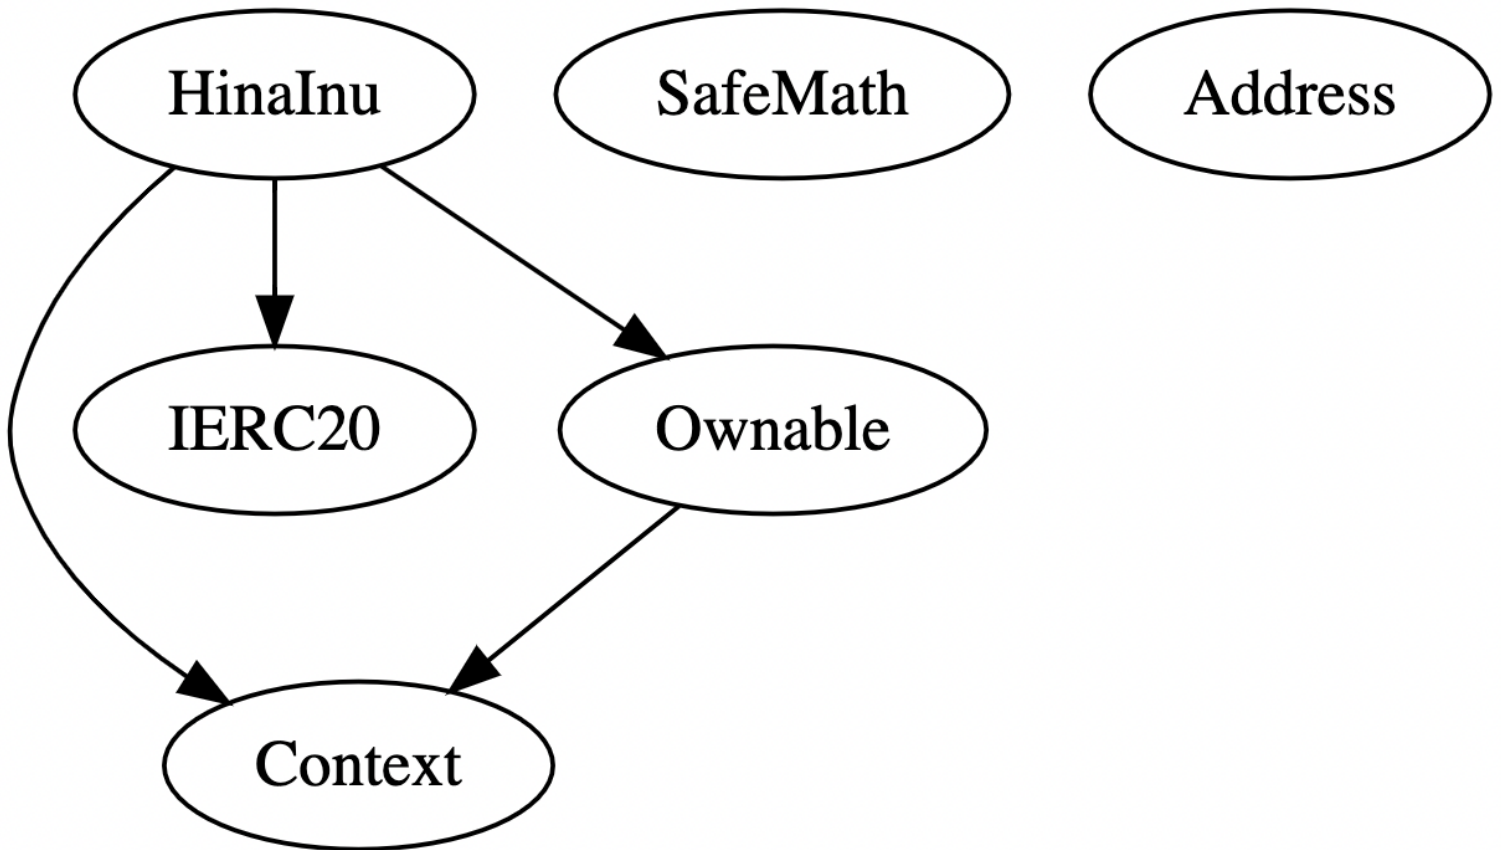 HinaInu
SafeMath
Address
IERC20
Ownable
Context